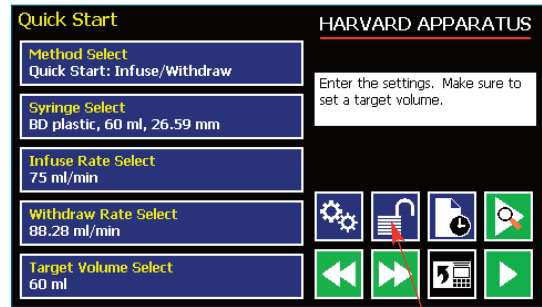 Quick Start
Method Select
Quick Start: Infuse/Withdraw
Syringe Select
BD plastic, 60 ml, 26.59 mm
Infuse Rate Select
75 ml/min
Withdraw Rate Select
88.28 ml/min
Target Volume Select
60 ml
HARVARD APPARATUS
Enter the settings.  Make sure to
set a target volume.